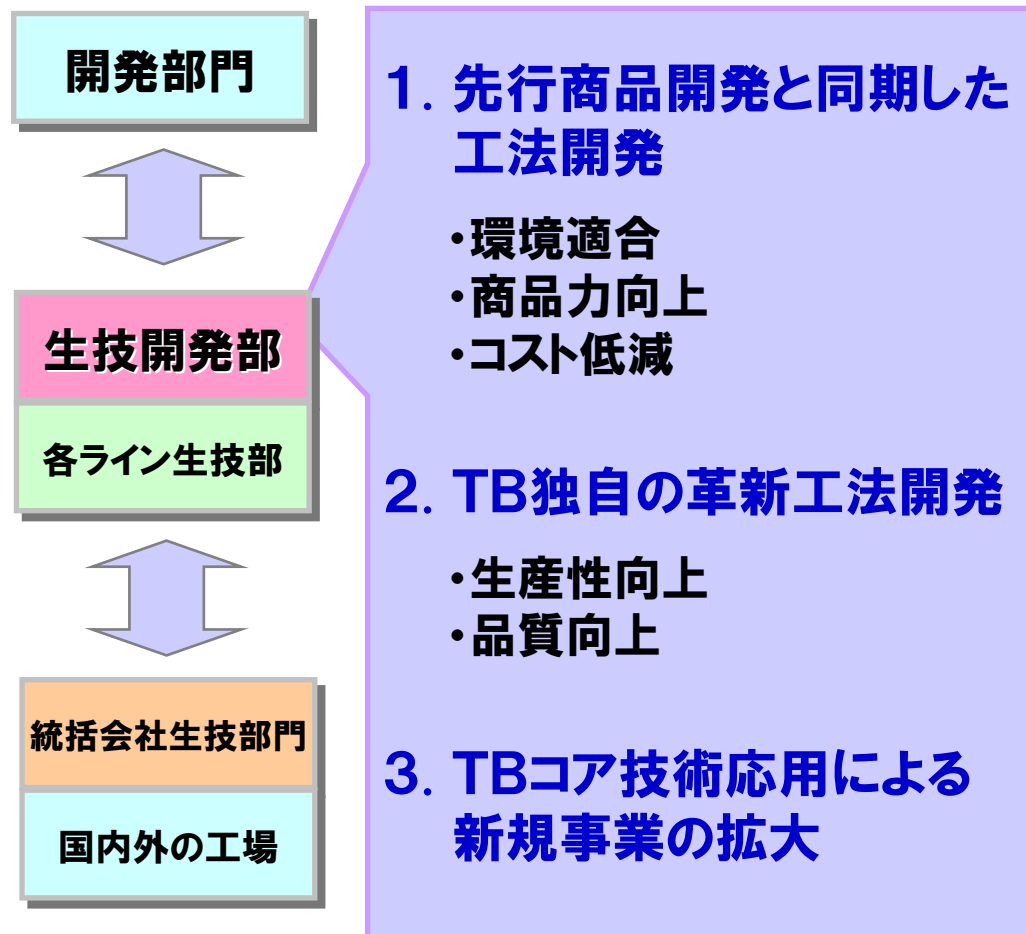 開発部門
生技開発部
各ライン生技部
統括会社生技部門
国内外の工場
１．先行商品開発と同期した
工法開発
・環境適合
・商品力向上
・コスト低減
２．ＴＢ独自の革新工法開発
・生産性向上
・品質向上
３．ＴＢコア技術応用による
新規事業の拡大